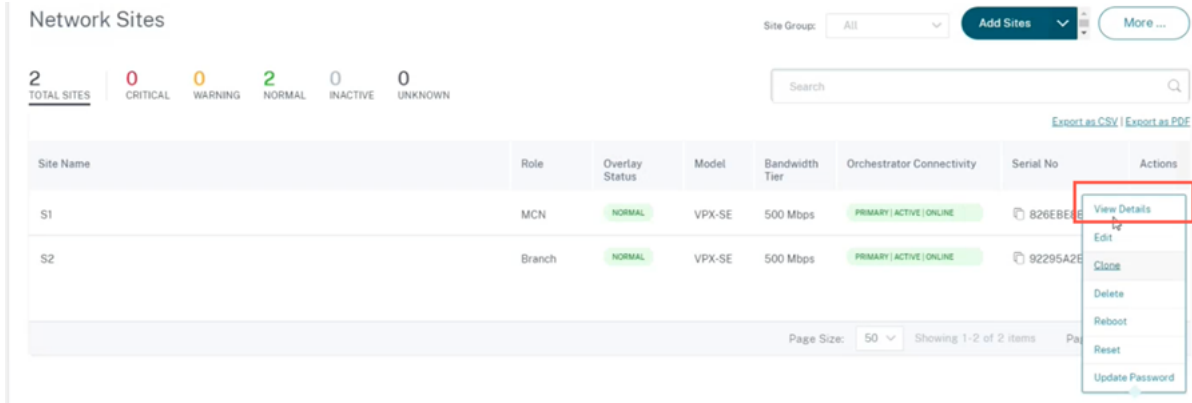 Network Sites
Site Group: All Add Sites More ...
2 0 0 2 0 0
TOTAL SITES CRITICAL WARNING NORMAL INACTIVE UNKNOWN
Search
Export as CSV | Export as PDF
Site Name Role Overlay Status Model Bandwidth Tier Orchestrator Connectivity Serial No Actions
S1 MCN NORMAL VPX-SE 500 Mbps PRIMARY | ACTIVE | ONLINE
S2 Branch NORMAL VPX-SE 500 Mbps PRIMARY | ACTIVE | ONLINE 92295A2E
View Details
Edit
Clone
Delete
Reboot
Reset
Update Password
Page Size: 50 Showing 1-2 of 2 items